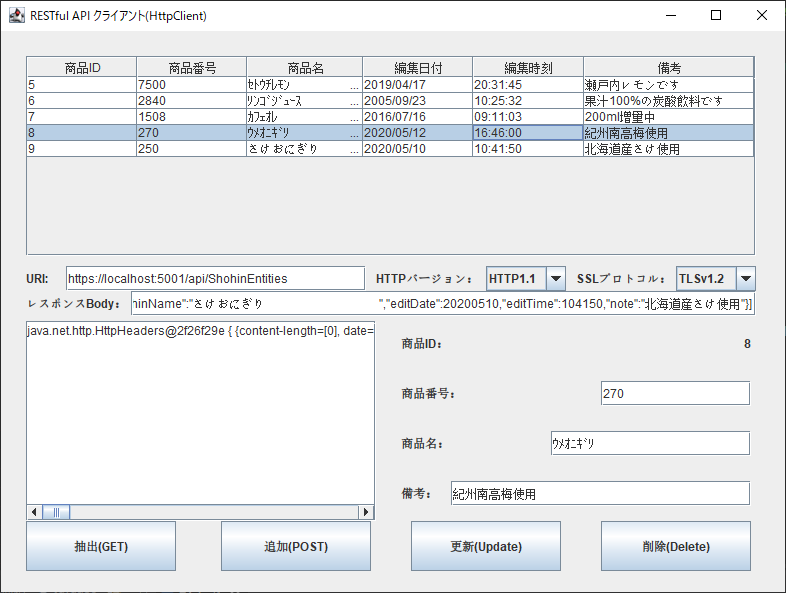 RESTful API クライアント(HttpClient)
商品ID 商品番号 商品名 編集日付 編集時刻 備考
5 7500 ｾﾄｳﾁﾚﾓﾝ ... 2019/04/17 20:31:45 瀬戸内レモンです
6 2840 ﾘﾝｺﾞｼﾞｭｰｽ ... 2005/09/23 10:25:32 果汁100%の炭酸飲料です
7 1508 ｶﾌｪｵﾚ ... 2016/07/16 09:11:03 200ml増量中
8 270 ｳﾒｵﾆｷﾞﾘ ... 2020/05/12 16:46:00 紀州南高梅使用
9 250 さけおにぎり ... 2020/05/10 10:41:50 北海道産さけ使用
URI: https://localhost:5001/api/ShohinEntities HTTPバージョン： HTTP1.1 SSLプロトコル： TLSv1.2
レスポンスBody： ninName":"さけおにぎり ","editDate":20200510,"editTime":104150,"note":"北海道産さけ使用"}]
java.net.http.HttpHeaders@2f26f29e { {content-length=[0], date=
商品ID： 8
商品番号： 270
商品名： ｳﾒｵﾆｷﾞﾘ
備考： 紀州南高梅使用
抽出(GET) 追加(POST) 更新(Update) 削除(Delete)